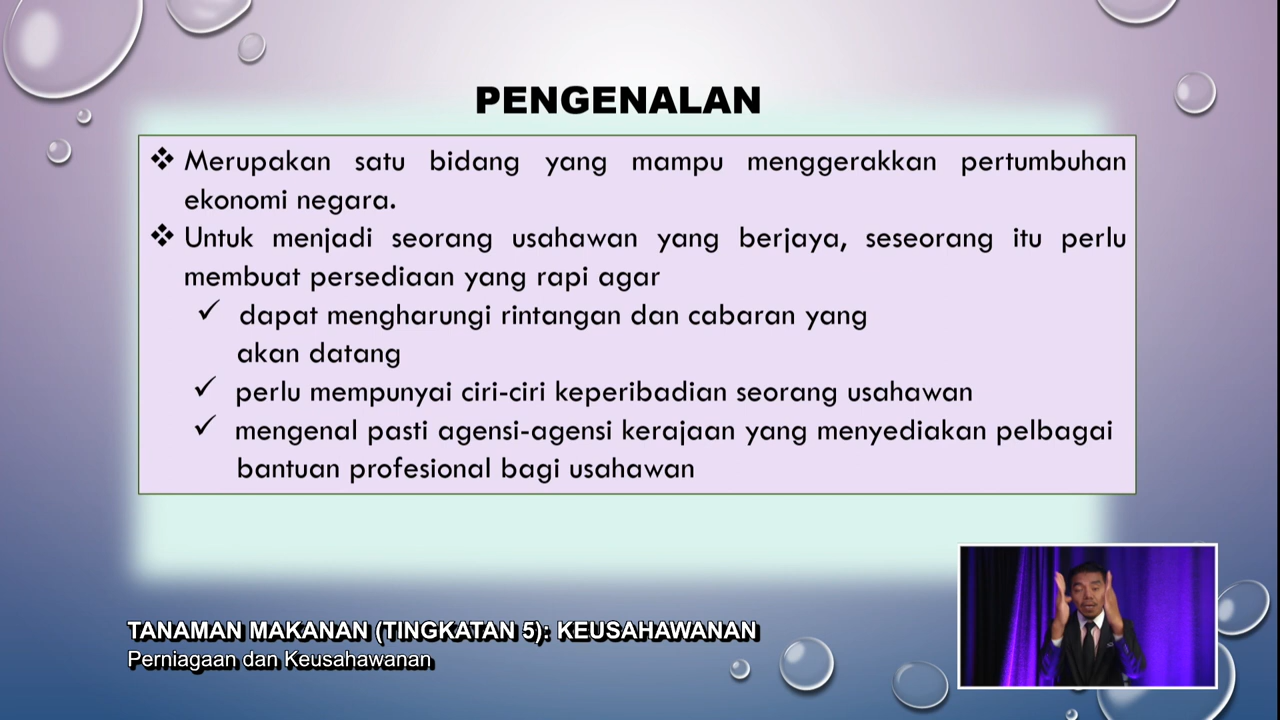 PENGENALAN
❖ Merupakan satu bidang yang mampu menggerakkan pertumbuhan
ekonomi negara.
❖ Untuk menjadi seorang usahawan yang berjaya, seseorang itu perlu
membuat persediaan yang rapi agar
✓ dapat mengharungi rintangan dan cabaran yang
akan datang
✓ perlu mempunyai ciri-ciri keperibadian seorang usahawan
✓ mengenal pasti agensi-agensi kerajaan yang menyediakan pelbagai
bantuan profesional bagi usahawan
TANAMAN MAKANAN (TINGKATAN 5): KEUSAHAWANAN
Perniagaan dan Keusahawanan